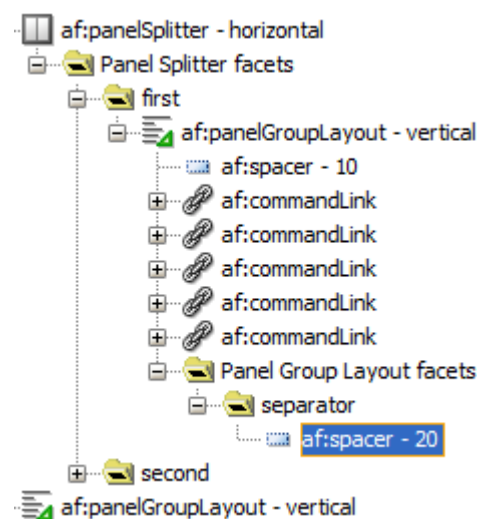 af:panelSplitter - horizontal
Panel Splitter facets
first
af:panelGroupLayout - vertical
af:spacer - 10
af:commandLink
af:commandLink
af:commandLink
af:commandLink
af:commandLink
Panel Group Layout facets
separator
af:spacer - 20
second
af:panelGroupLayout - vertical